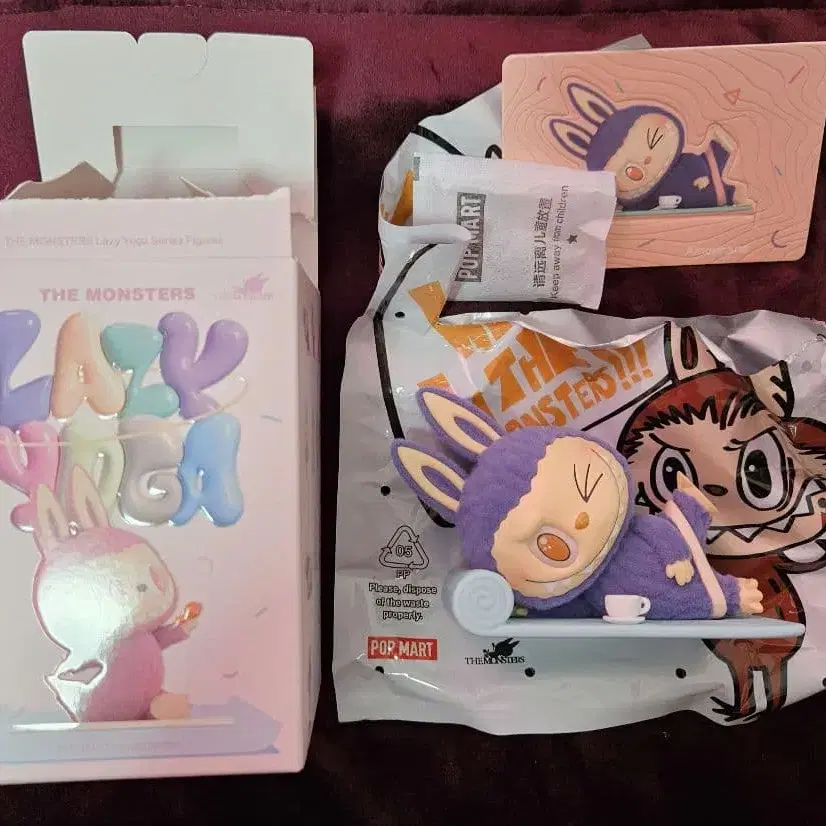 THE MONSTERS Lazy Yoga Series Figures
THE MONSTERS
LAZY
YOGA
POP MART
请远离儿童放置
Keep away from children
THE
MONSTERS!!!
05
PP
Please, dispose
of the waste
properly.
POP MART
THE MONSTERS